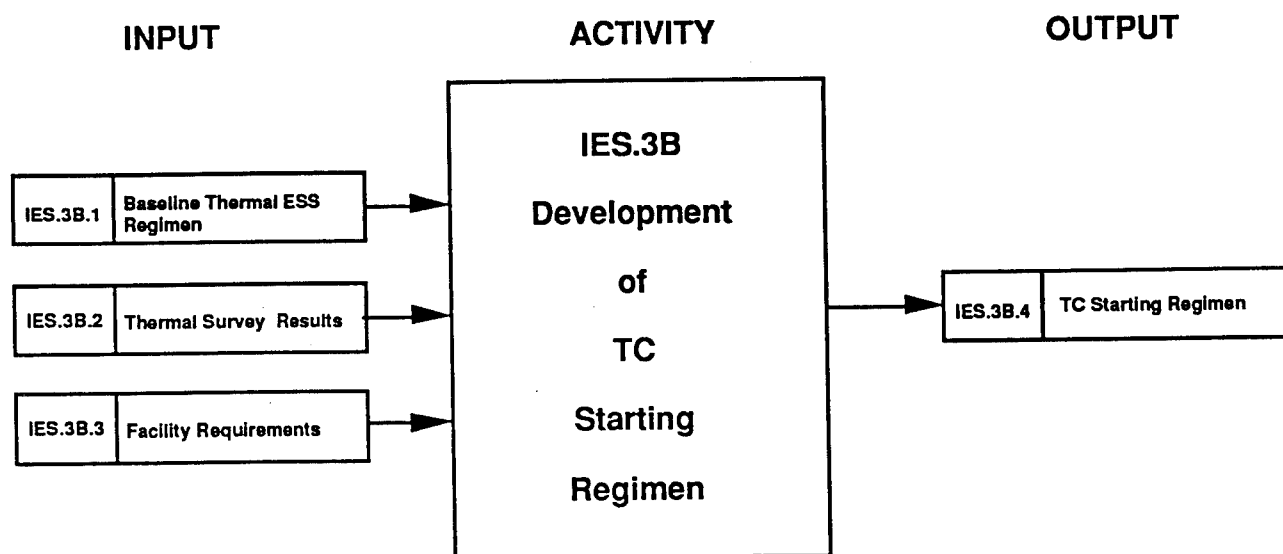 INPUT
ACTIVITY
OUTPUT
IES.3B.1
Baseline Thermal ESS
Regimen
IES.3B.2
Thermal Survey Results
IES.3B.3
Facility Requirements
IES.3B
Development
of
TC
Starting
Regimen
IES.3B.4
TC Starting Regimen